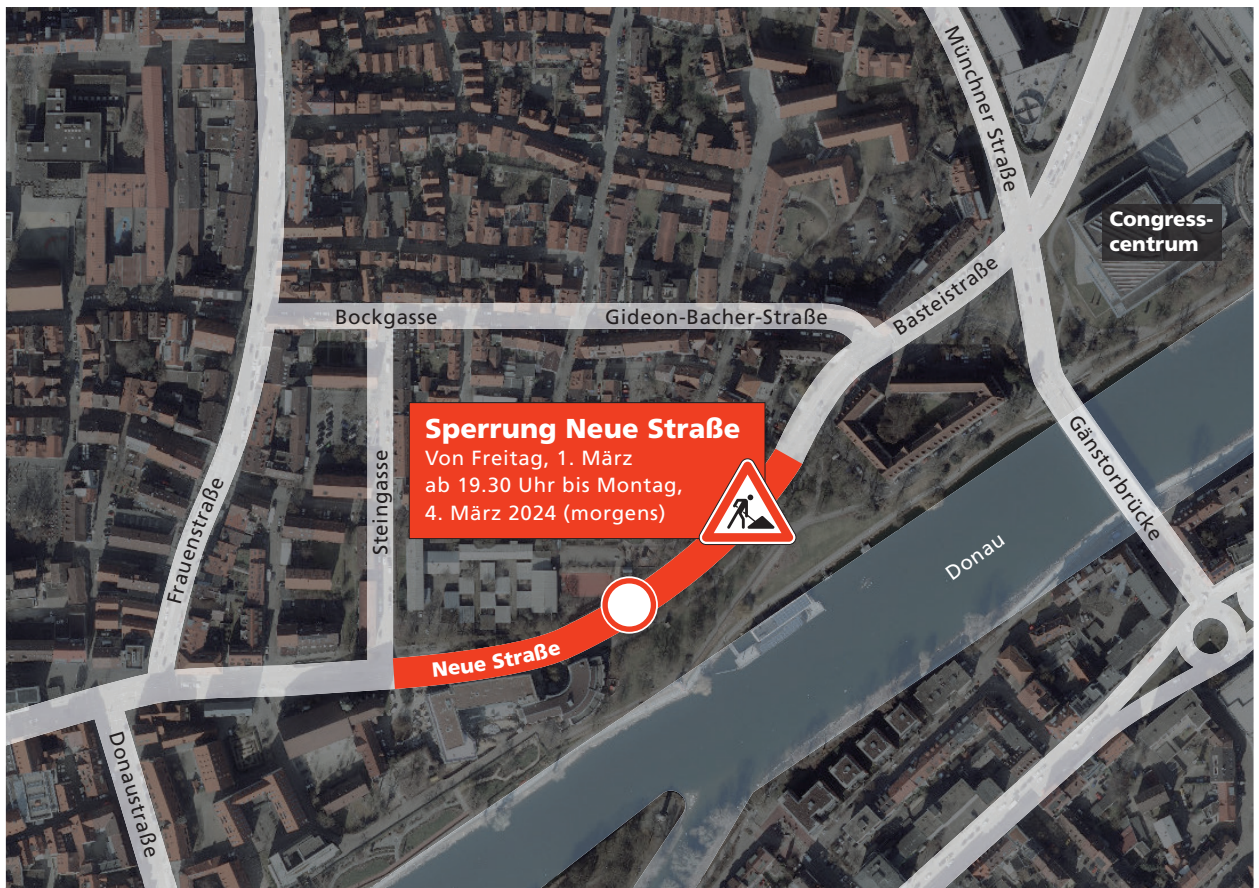 Münchner Straße
Congress-
centrum
Basteistraße
Bockgasse
Gideon-Bacher-Straße
Sperrung Neue Straße
Von Freitag, 1. März
ab 19.30 Uhr bis Montag,
4. März 2024 (morgens)
Gänstorbrücke
Steingasse
Frauenstraße
Donau
Neue Straße
Donaustraße